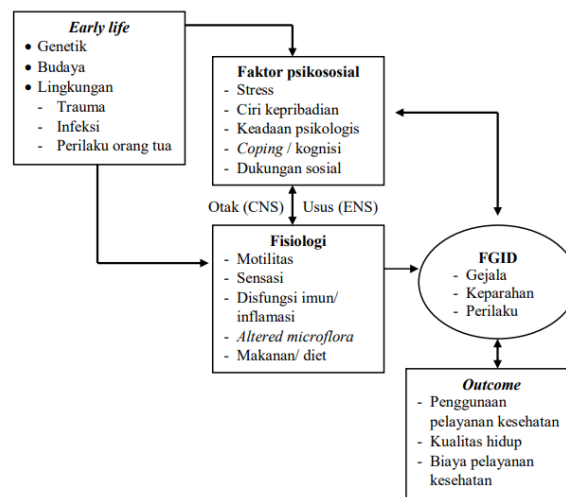 Early life
• Genetik
• Budaya
• Lingkungan
- Trauma
- Infeksi
- Perilaku orang tua
Faktor psikososial
- Stress
- Ciri kepribadian
- Keadaan psikologis
- Coping / kognisi
- Dukungan sosial
Otak (CNS) Usus (ENS)
Fisiologi
- Motilitas
- Sensasi
- Disfungsi imun/
inflamasi
- Altered microflora
- Makanan/ diet
FGID
- Gejala
- Keparahan
- Perilaku
Outcome
- Penggunaan
pelayanan kesehatan
- Kualitas hidup
- Biaya pelayanan
kesehatan